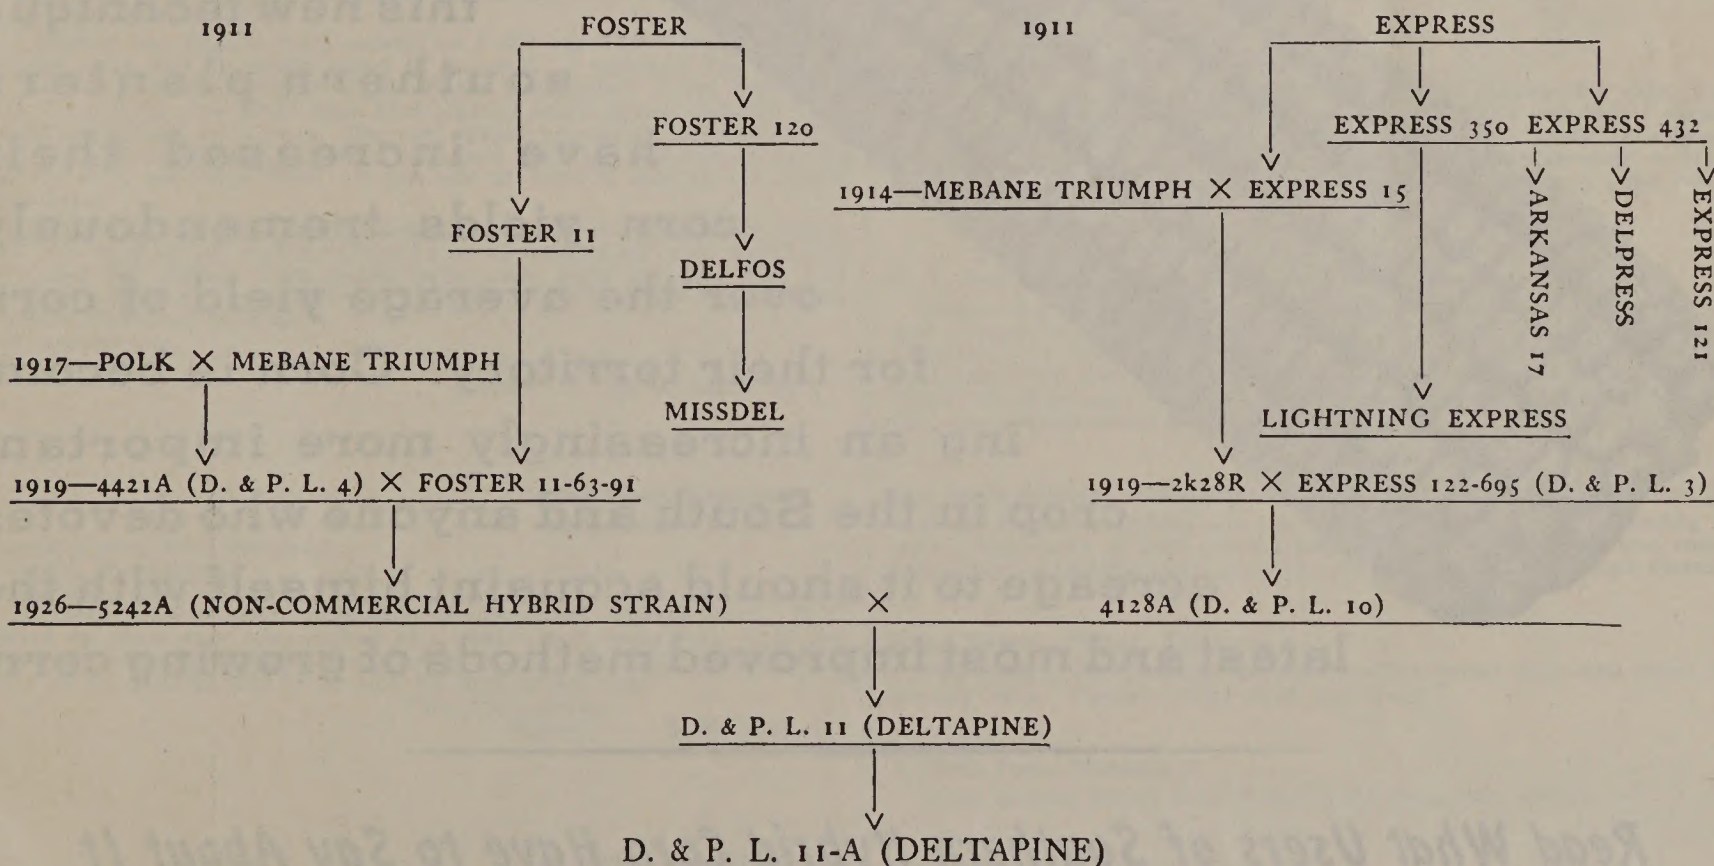 1911 FOSTER 1911 EXPRESS
FOSTER 120 EXPRESS 350 EXPRESS 432
1914—MEBANE TRIUMPH × EXPRESS 15
ARKANSAS 17
DELPRESS
EXPRESS 121
FOSTER 11
DELFOS
1917—POLK × MEBANE TRIUMPH
MISSDEL LIGHTNING EXPRESS
1919—4421A (D. & P. L. 4) × FOSTER 11-63-91 1919—2k28R × EXPRESS 122-695 (D. & P. L. 3)
1926—5242A (NON-COMMERCIAL HYBRID STRAIN) × 4128A (D. & P. L. 10)
D. & P. L. 11 (DELTAPINE)
D. & P. L. 11-A (DELTAPINE)